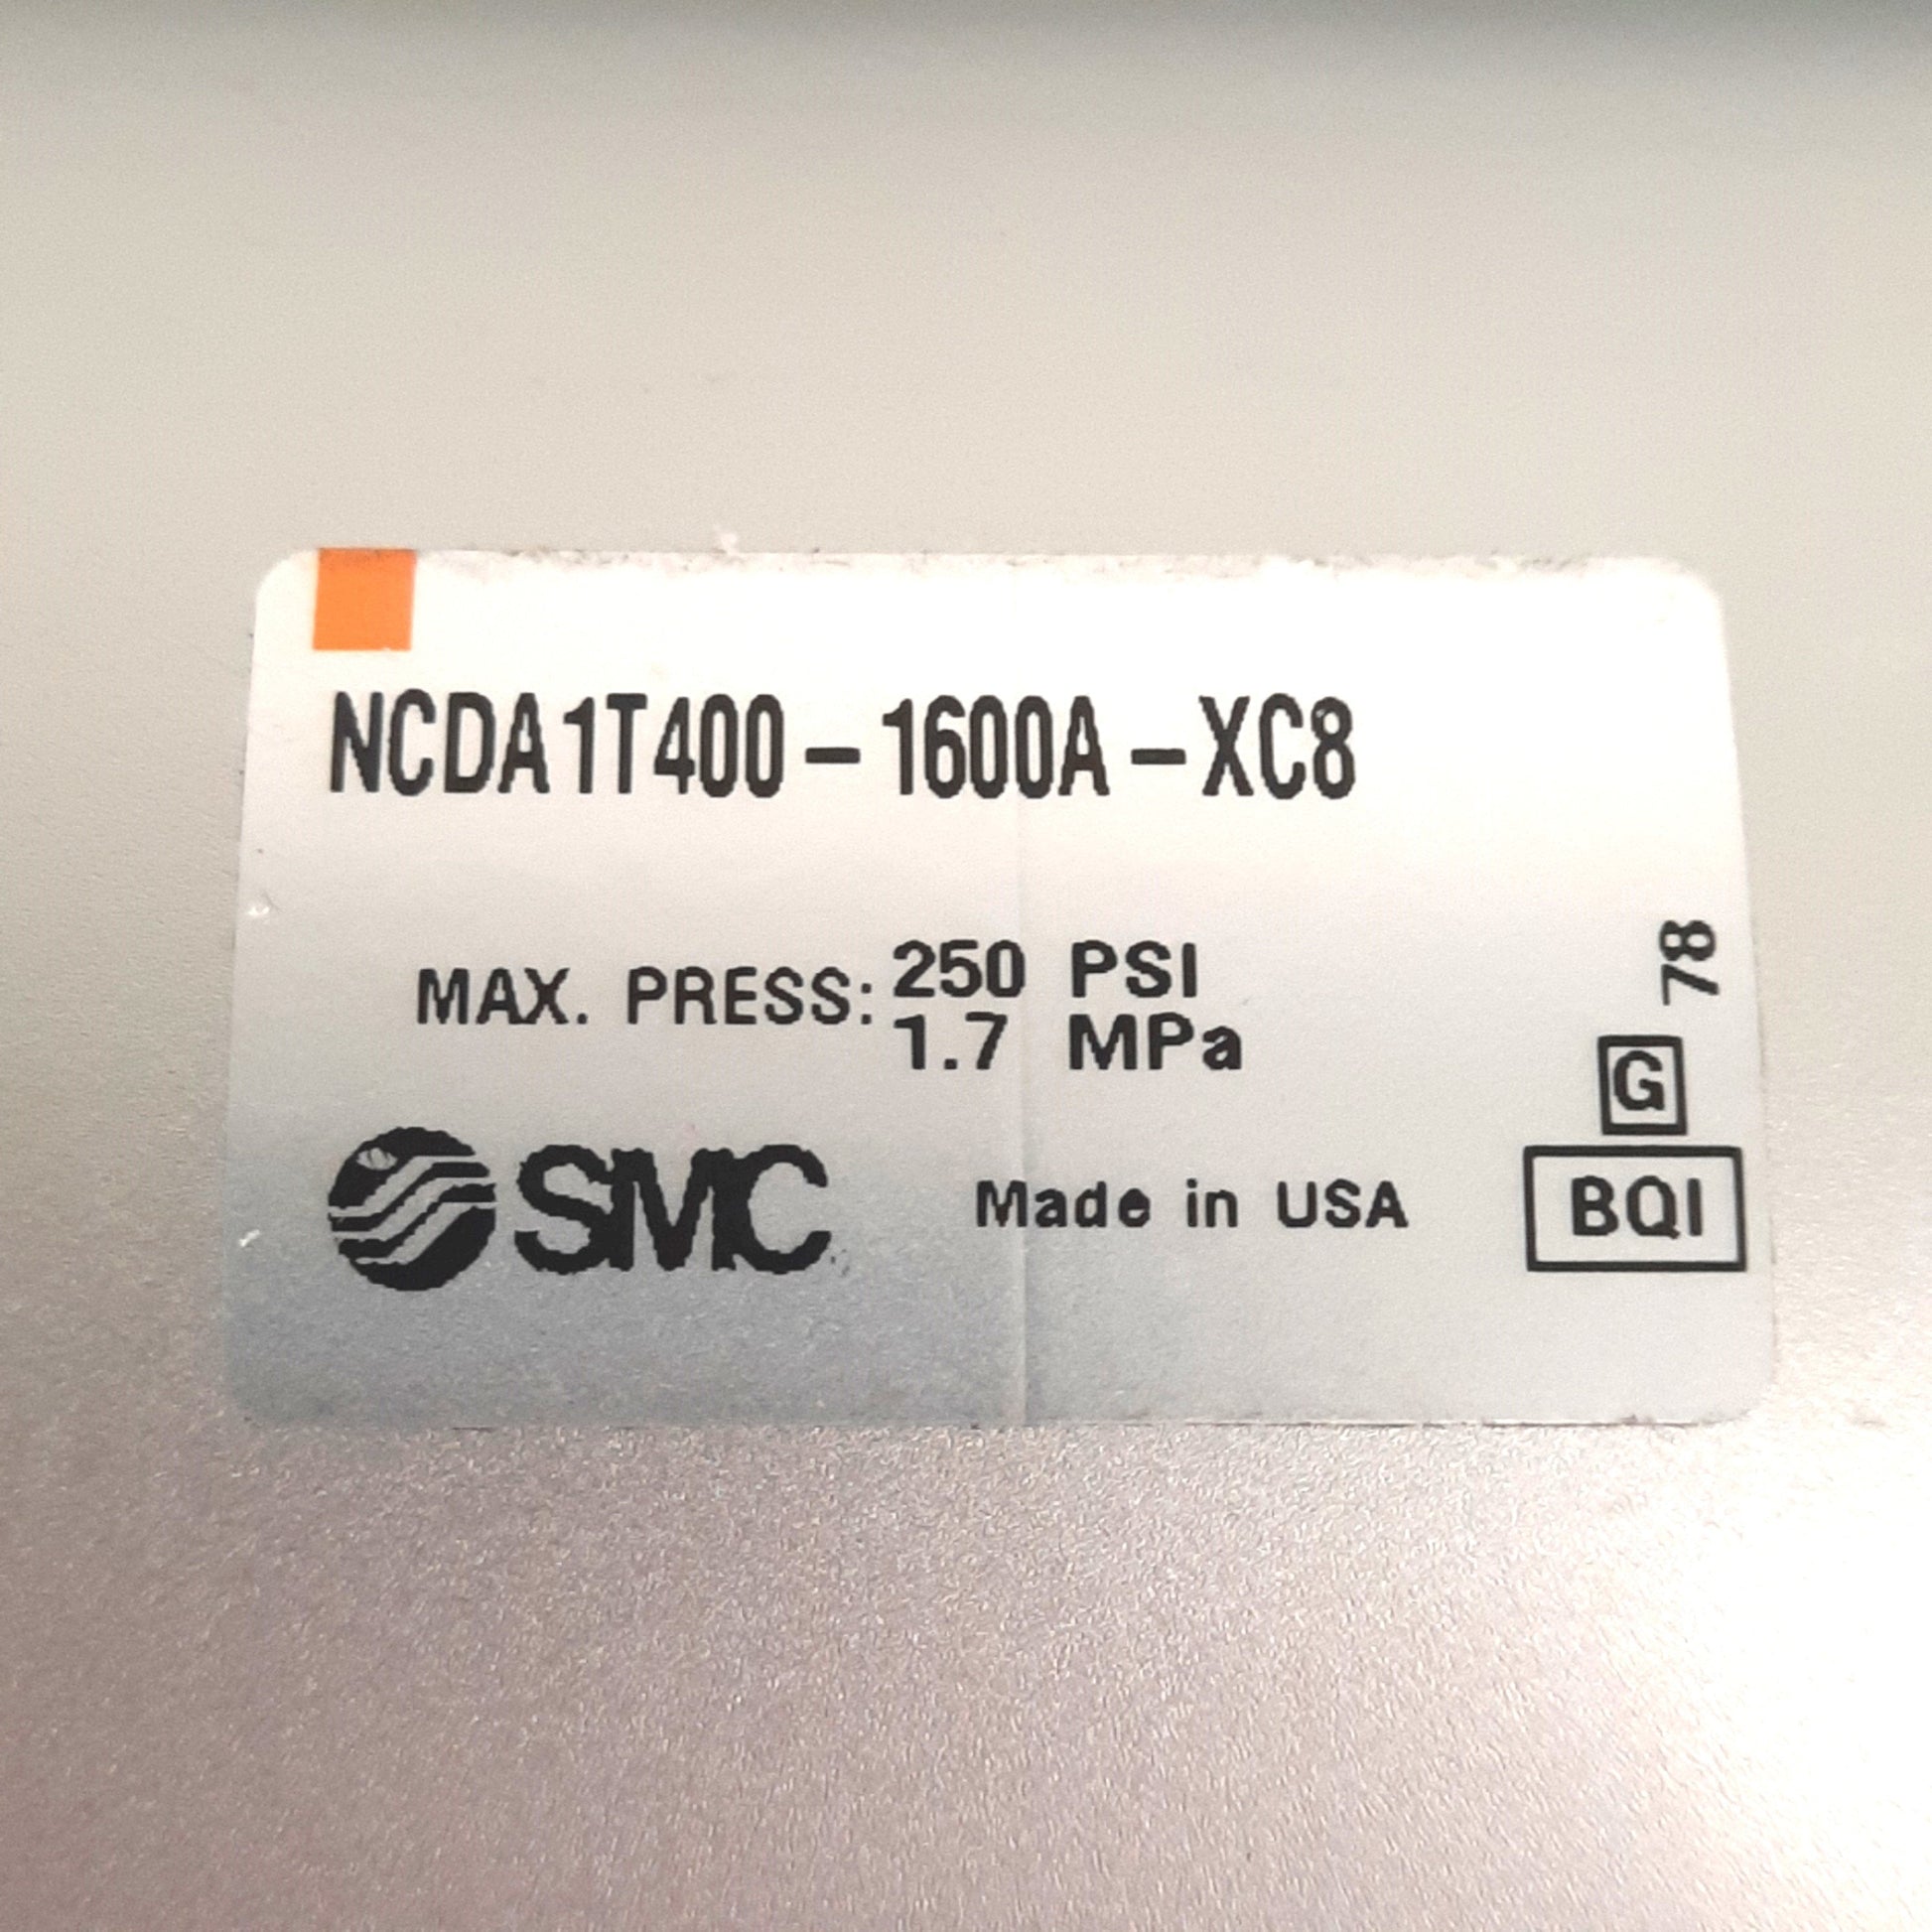 NCDA1T400-1600A-XC8
MAX. PRESS: 250 PSI
1.7 MPa
SMC
Made in USA
78
G
BQI